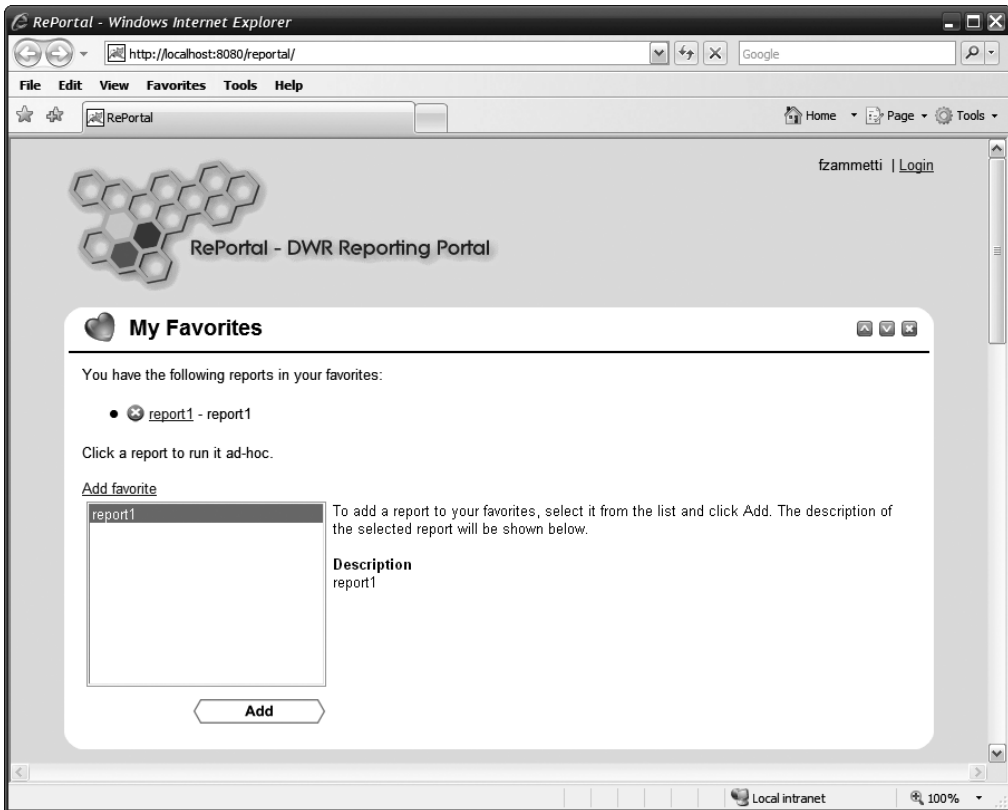 RePortal - Windows Internet Explorer
http://localhost:8080/reportal/
Google
File Edit View Favorites Tools Help
RePortal
Home Page Tools
fzammetti | Login
RePortal - DWR Reporting Portal
My Favorites
You have the following reports in your favorites:
report1 - report1
Click a report to run it ad-hoc.
Add favorite
report1
To add a report to your favorites, select it from the list and click Add. The description of
the selected report will be shown below.
Description
report1
Add
Local intranet
100%